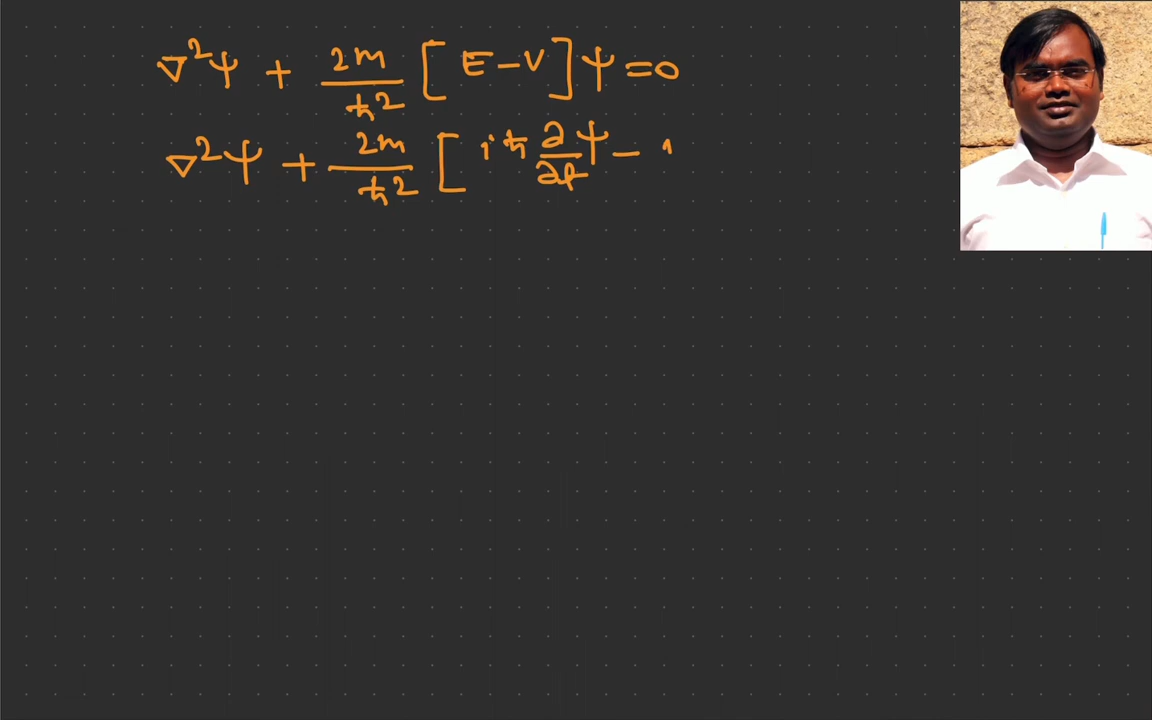 ∇²ψ + 2m/ħ² [E – V] ψ = 0
∇²ψ + 2m/ħ² [iħ ∂/∂t ψ –